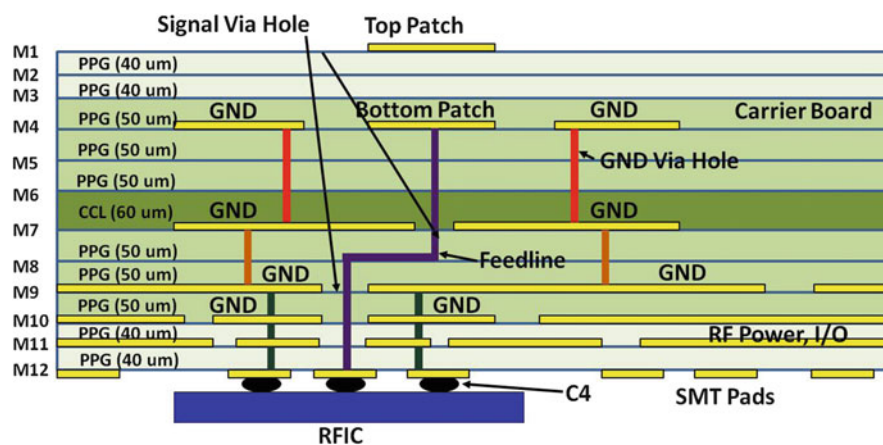 Signal Via Hole
Top Patch
M1
PPG (40 um)
M2
PPG (40 um)
M3
PPG (50 um)
GND
Bottom Patch
GND
Carrier Board
M4
PPG (50 um)
GND Via Hole
M5
PPG (50 um)
M6
CCL (60 um)
GND
GND
M7
PPG (50 um)
Feedline
M8
PPG (50 um)
GND
GND
M9
PPG (50 um)
GND
GND
M10
PPG (40 um)
RF Power, I/O
M11
PPG (40 um)
M12
C4
SMT Pads
RFIC